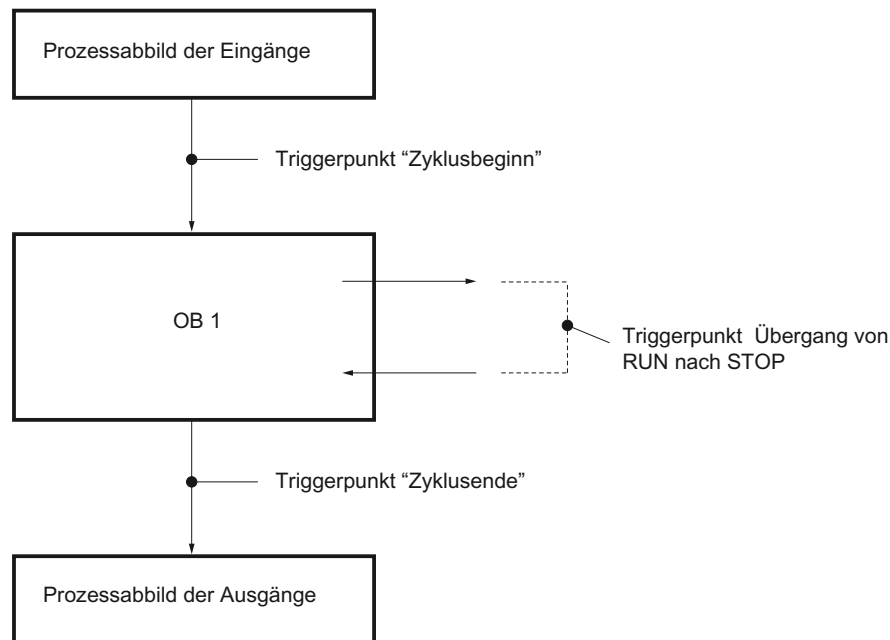 Prozessabbild der Eingänge
Triggerpunkt “Zyklusbeginn”
OB 1
Triggerpunkt Übergang von
RUN nach STOP
Triggerpunkt “Zyklusende”
Prozessabbild der Ausgänge